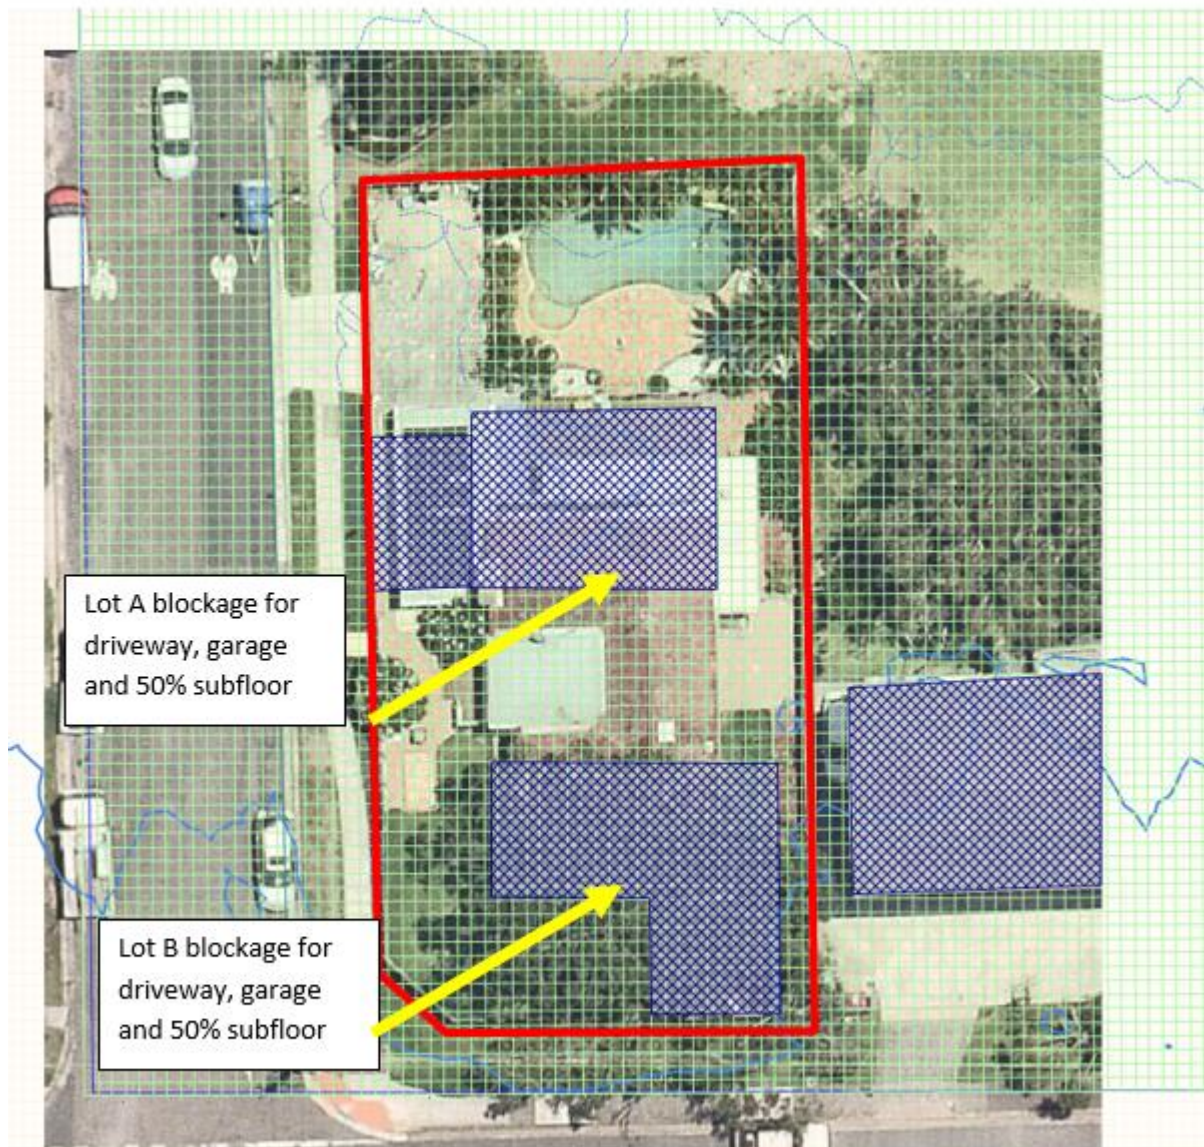 Lot A blockage for
driveway, garage
and 50% subfloor
Lot B blockage for
driveway, garage
and 50% subfloor